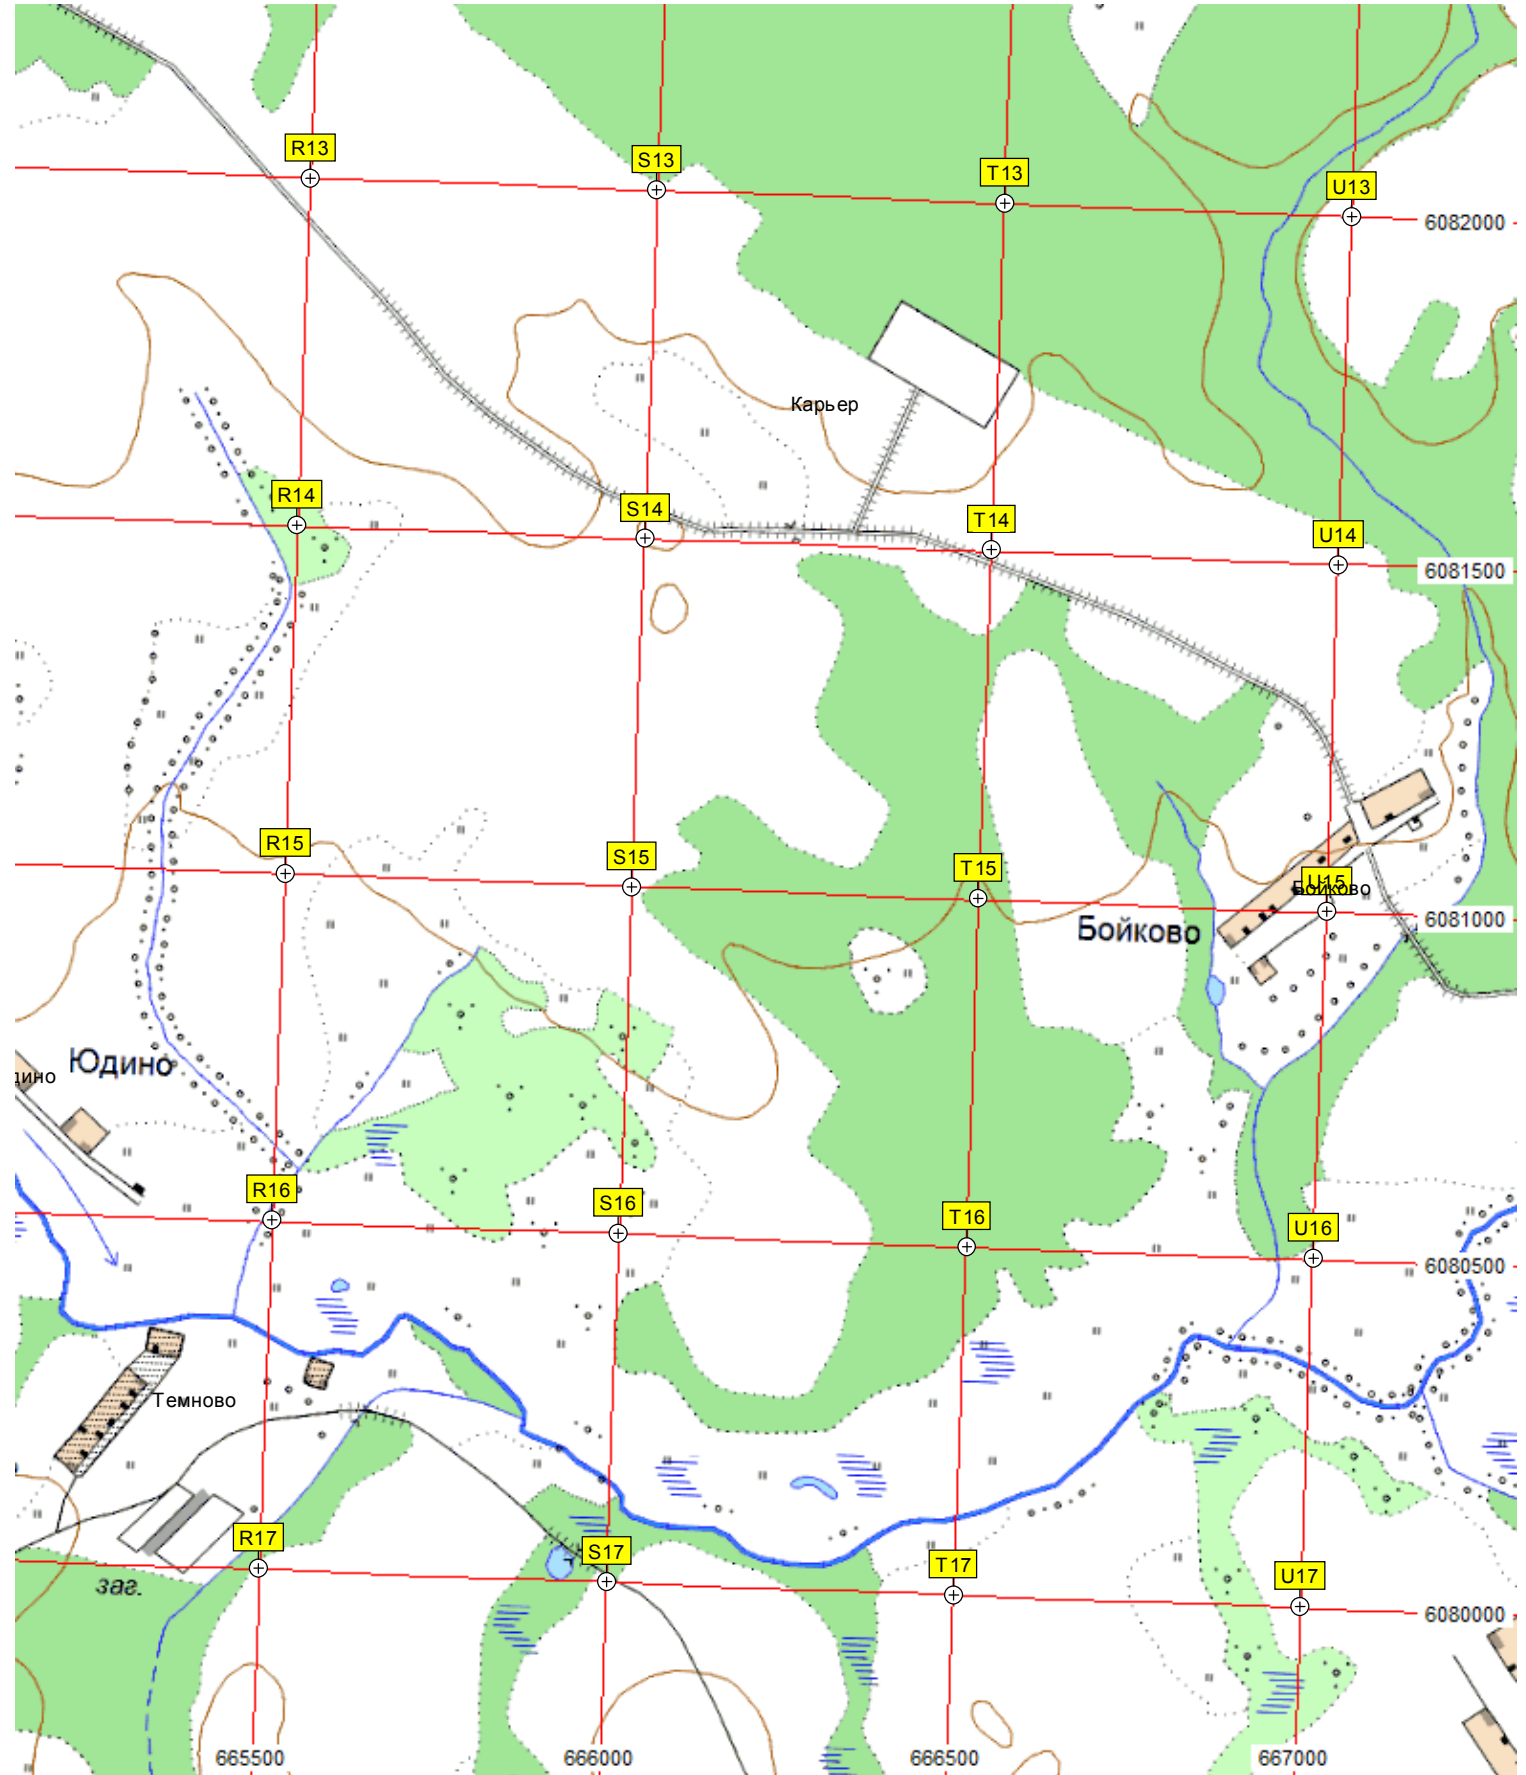 R13
S13
T13
U13
6082000
Карьер
R14
S14
T14
U14
6081500
R15
S15
T15
U15
Бойково
6081000
Бойково
Юдино
дино
R16
S16
T16
U16
6080500
Темново
R17
S17
T17
U17
заг.
6080000
665500
666000
666500
667000